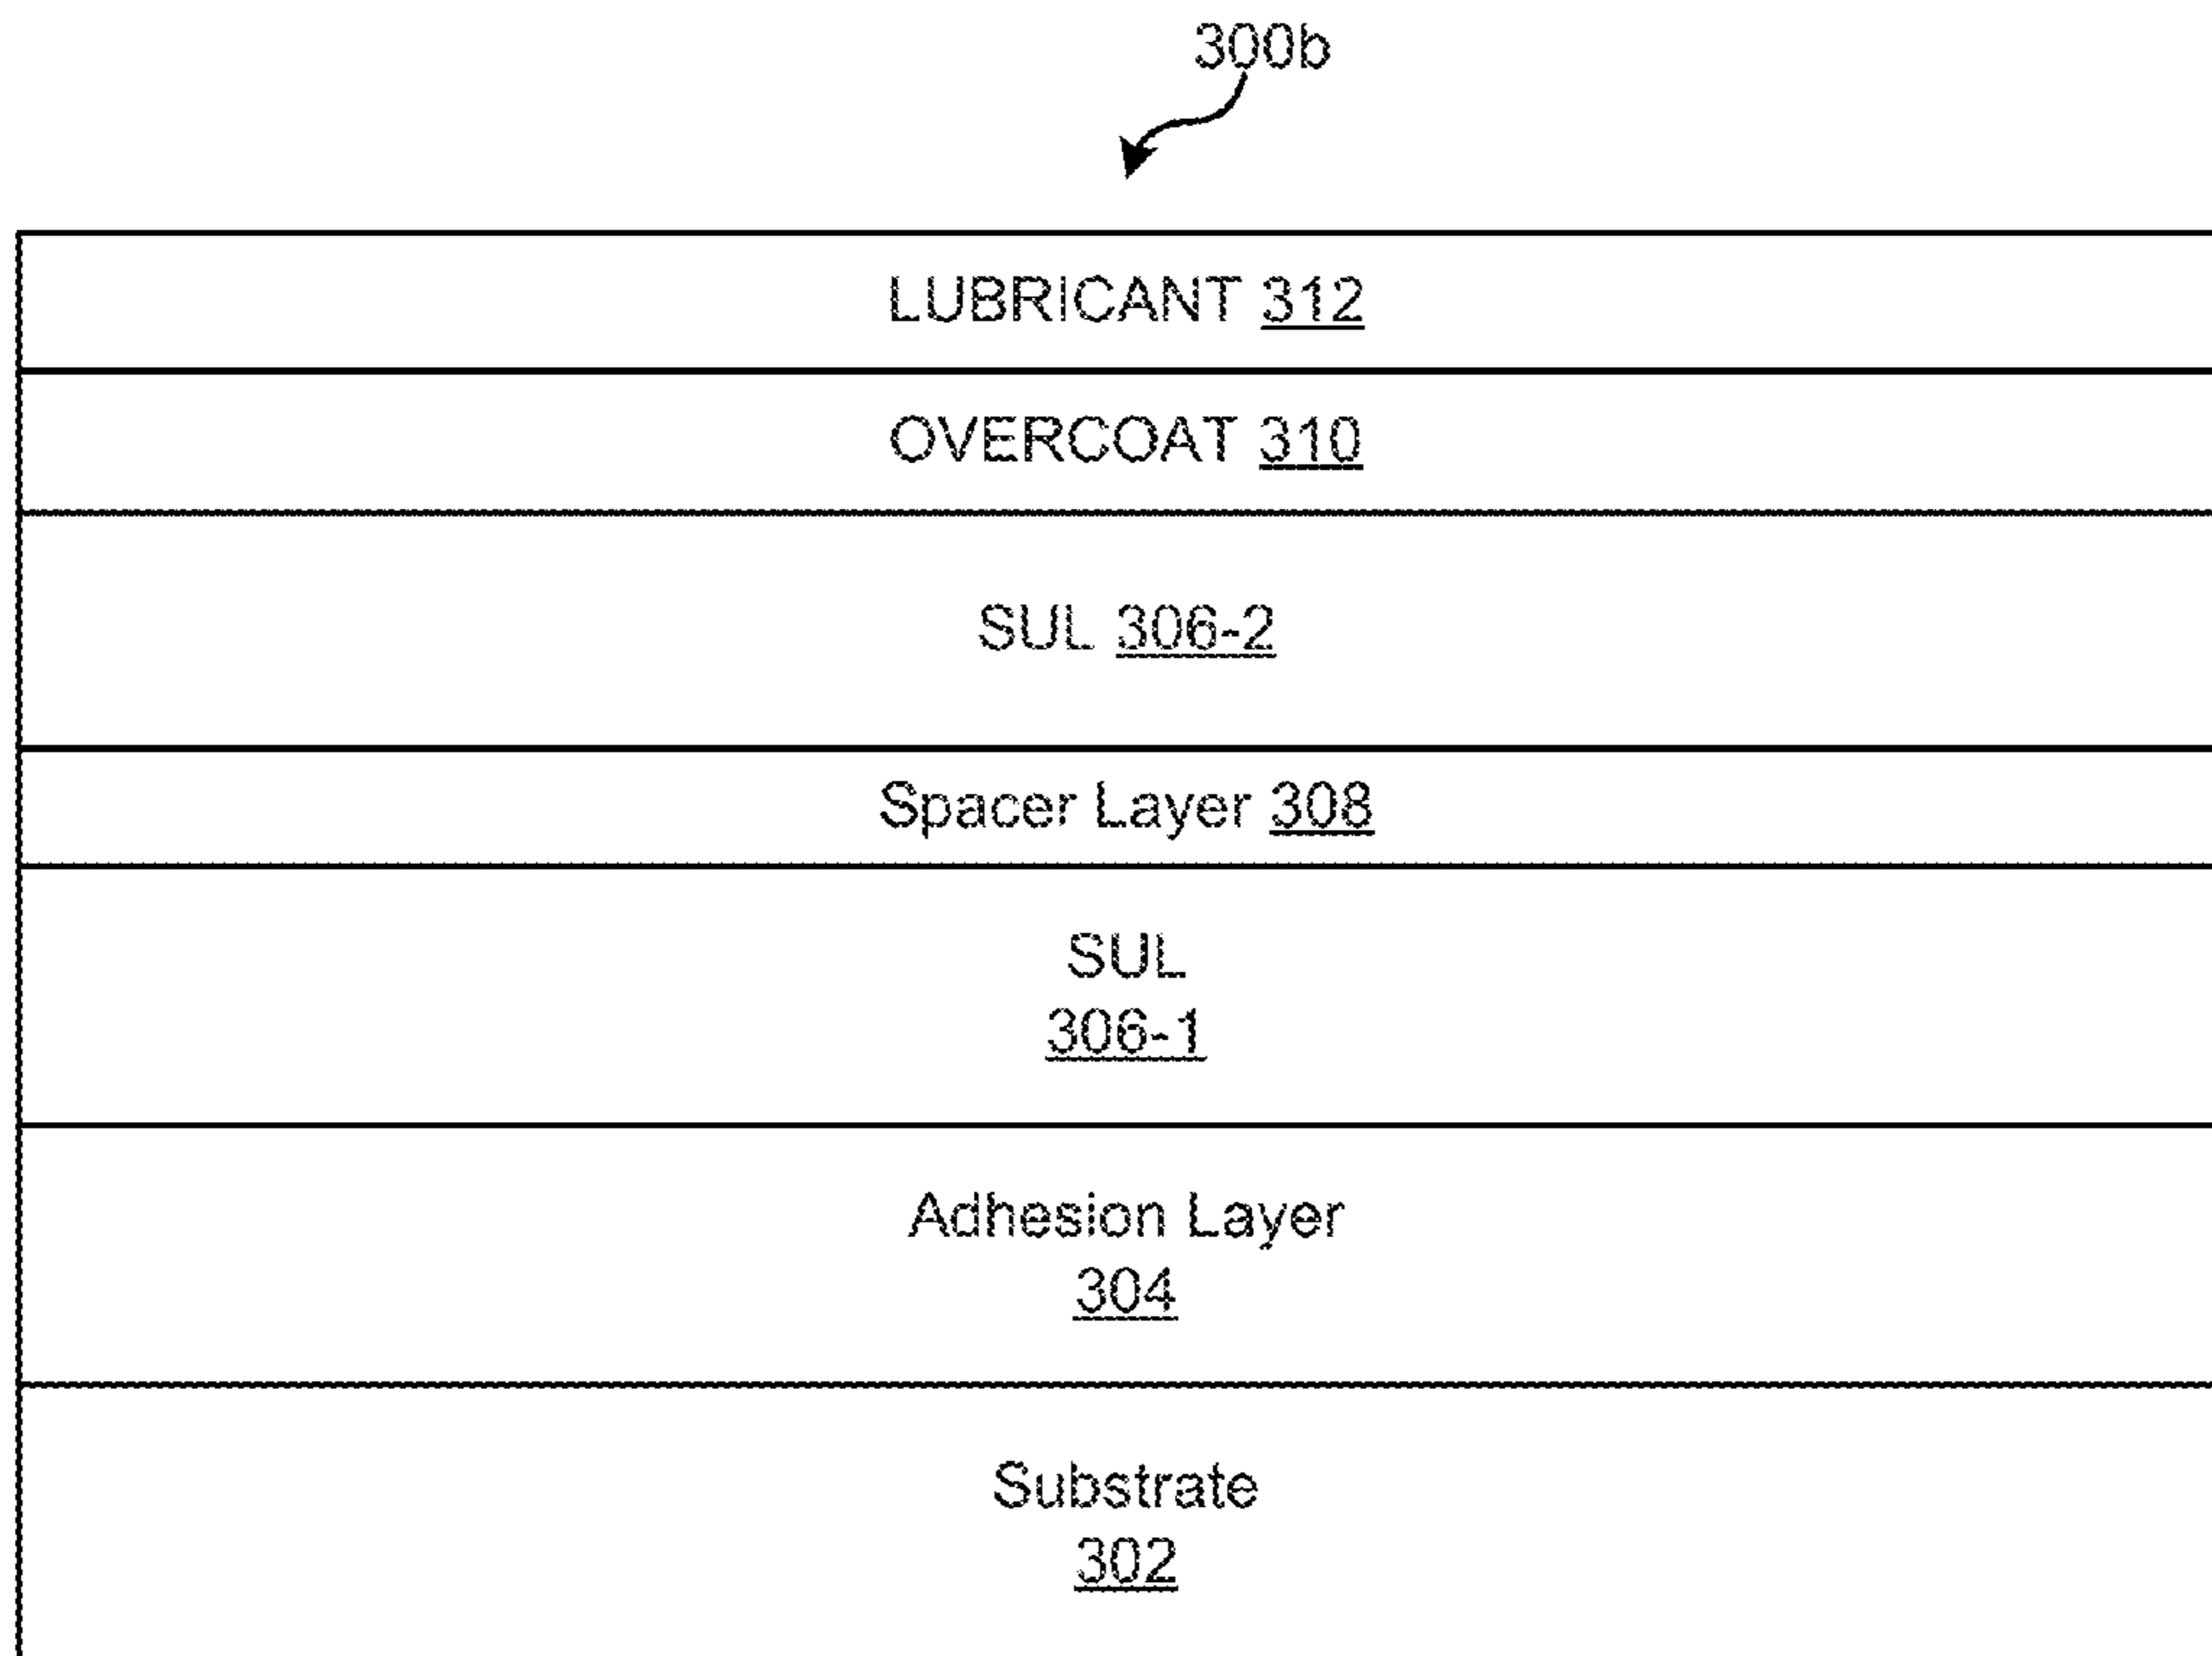 300b
LUBRICANT 312
OVERCOAT 310
SUL 306-2
Spacer Layer 308
SUL
306-1
Adhesion Layer
304
Substrate
302